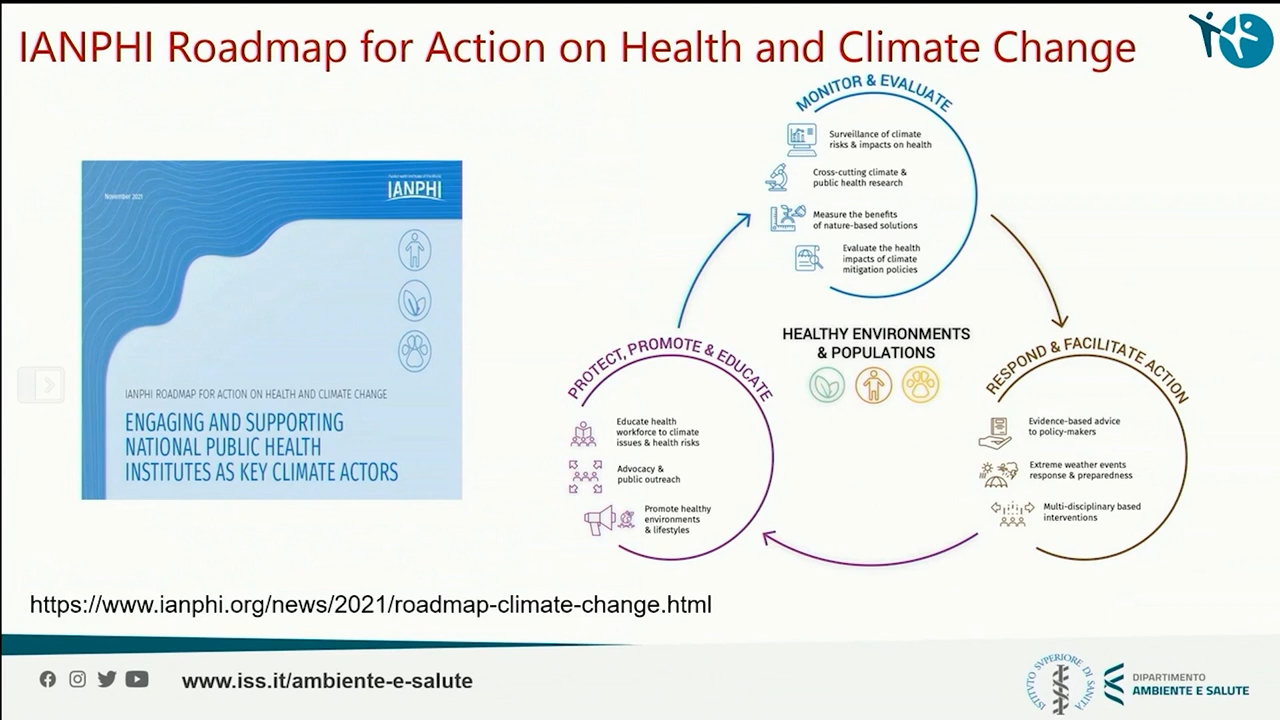 IANPHI Roadmap for Action on Health and Climate Change
November 2021
IANPHI
IANPHI ROADMAP FOR ACTION ON HEALTH AND CLIMATE CHANGE
ENGAGING AND SUPPORTING
NATIONAL PUBLIC HEALTH
INSTITUTES AS KEY CLIMATE ACTORS
MONITOR & EVALUATE
Surveillance of climate
risks & impacts on health
Cross-cutting climate &
public health research
Measure the benefits
of nature-based solutions
Evaluate the health
impacts of climate
mitigation policies
HEALTHY ENVIRONMENTS
& POPULATIONS
RESPOND & FACILITATE ACTION
Evidence-based advice
to policy-makers
Extreme weather events
response & preparedness
Multi-disciplinary based
interventions
PROTECT, PROMOTE & EDUCATE
Educate health
workforce to climate
issues & health risks
Advocacy &
public outreach
Promote healthy
environments
& lifestyles
https://www.ianphi.org/news/2021/roadmap-climate-change.html
www.iss.it/ambiente-e-salute
ISTITVTO SVPERIORE DI SANITÀ
DIPARTIMENTO
AMBIENTE E SALUTE